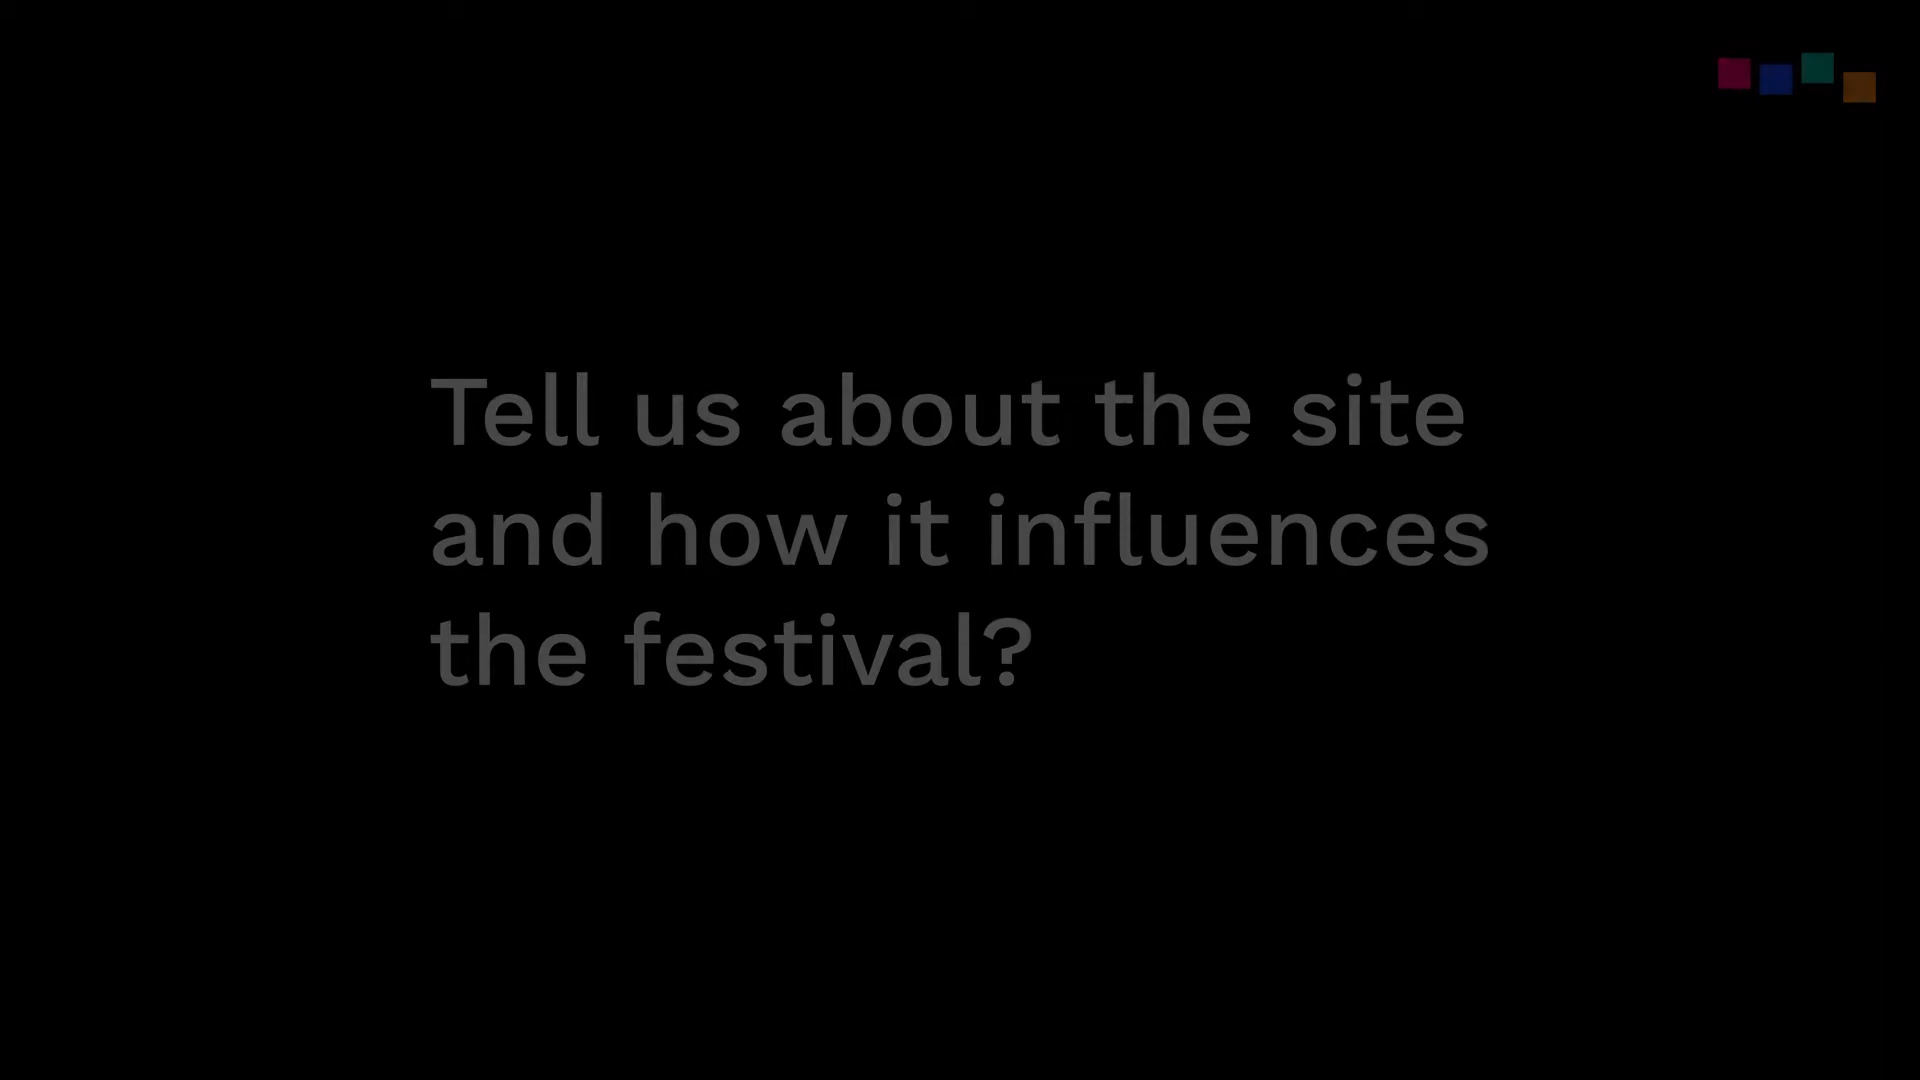 Tell us about the site
and how it influences
the festival?